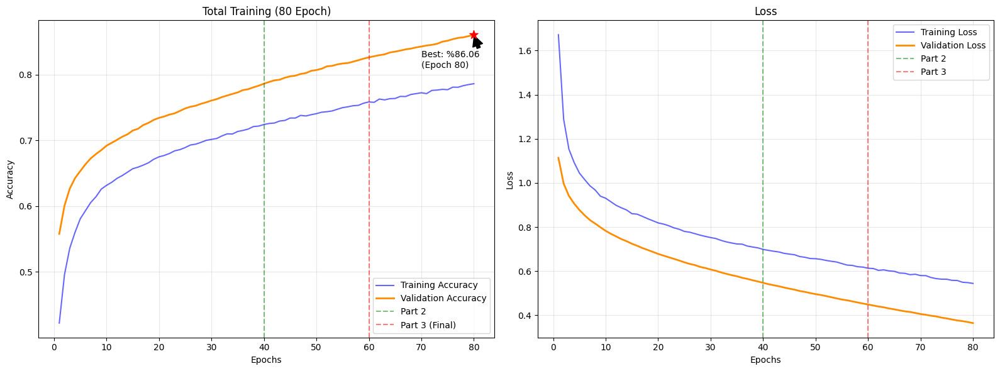 Total Training (80 Epoch)
Accuracy
0.8
0.7
0.6
0.5
Best: %86.06
(Epoch 80)
Training Accuracy
Validation Accuracy
Part 2
Part 3 (Final)
0 10 20 30 40 50 60 70 80
Epochs
Loss
Loss
1.6
1.4
1.2
1.0
0.8
0.6
0.4
Training Loss
Validation Loss
Part 2
Part 3
0 10 20 30 40 50 60 70 80
Epochs